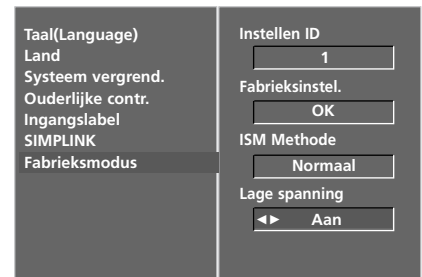 Taal(Language)
Land
Systeem vergrend.
Ouderlijke contr.
Ingangslabel
SIMPLINK
Fabrieksmodus
Instellen ID
1
Fabrieksinstel.
OK
ISM Methode
Normaal
Lage spanning
◄► Aan